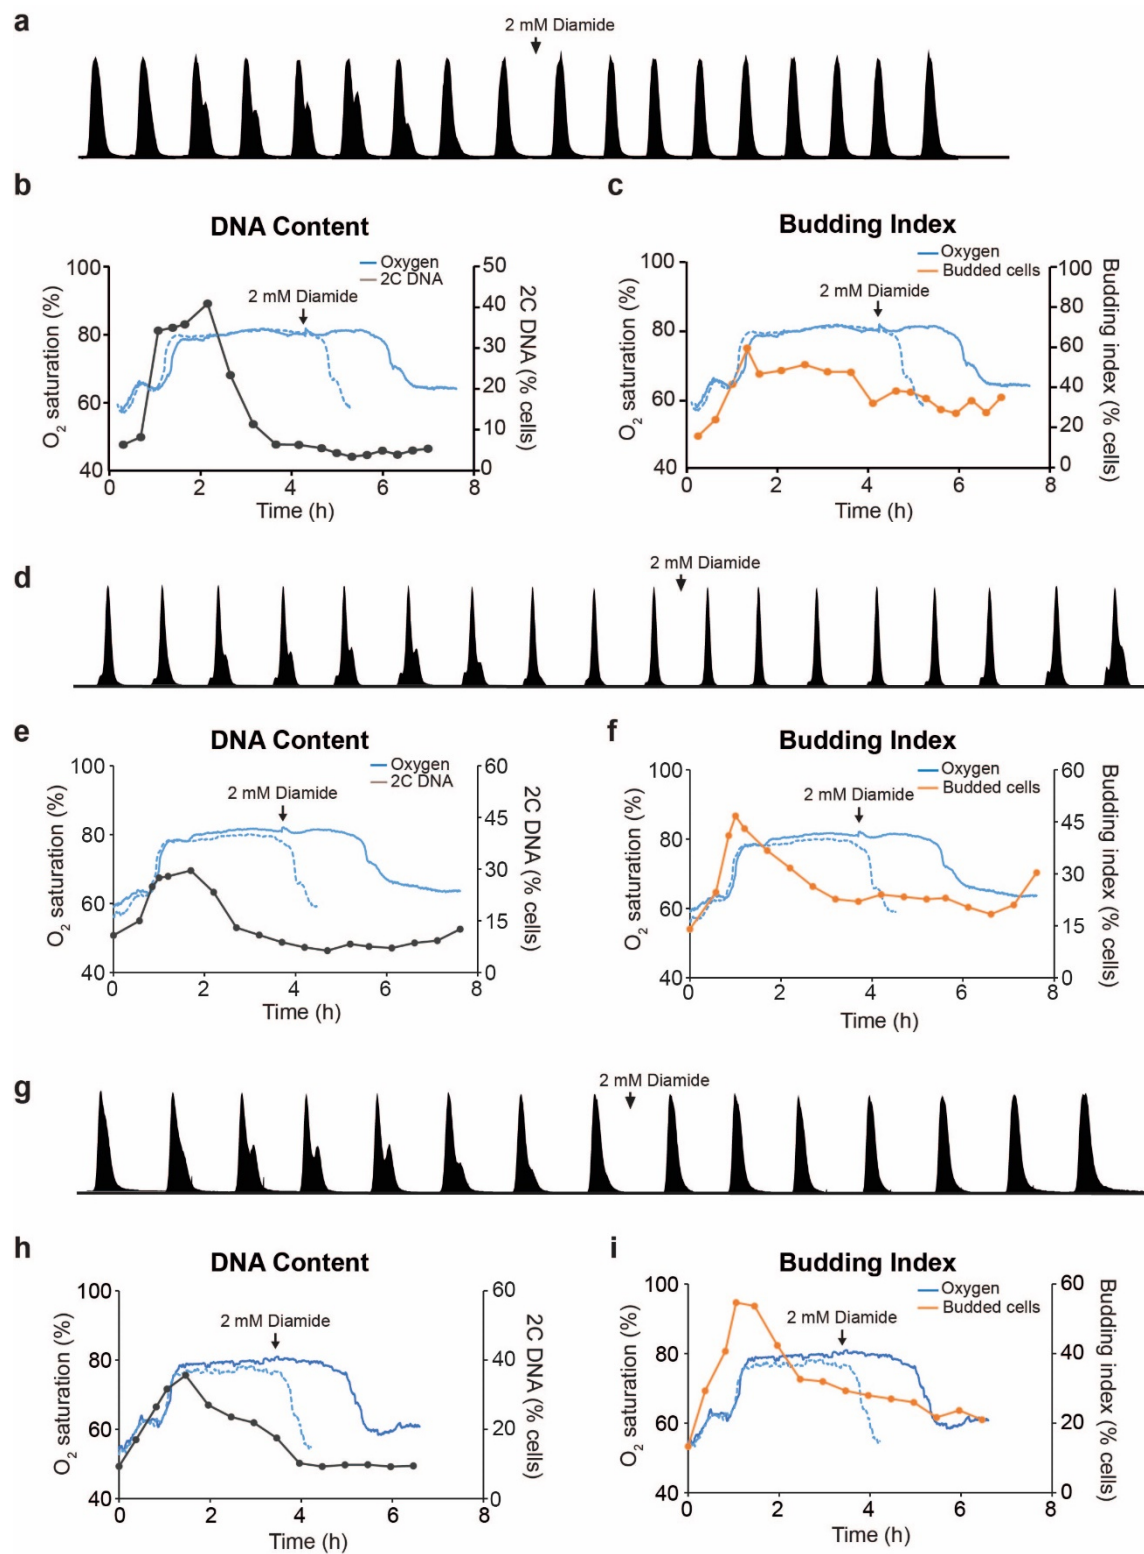 a
2 mM Diamide
b
c
DNA Content
Budding Index
Oxygen
2C DNA
2 mM Diamide
O2 saturation (%)
100
80
60
40
50
40
30
20
10
0
2C DNA (% cells)
0 2 4 6 8
Time (h)
Oxygen
Budded cells
2 mM Diamide
O2 saturation (%)
100
80
60
40
100
80
60
40
20
0
Budding index (% cells)
0 2 4 6 8
Time (h)
d
2 mM Diamide
e
f
DNA Content
Budding Index
Oxygen
2C DNA
2 mM Diamide
O2 saturation (%)
100
80
60
40
60
45
30
15
0
2C DNA (% cells)
0 2 4 6 8
Time (h)
Oxygen
Budded cells
2 mM Diamide
O2 saturation (%)
100
80
60
40
60
45
30
15
0
Budding index (% cells)
0 2 4 6 8
Time (h)
g
2 mM Diamide
h
i
DNA Content
Budding Index
2 mM Diamide
O2 saturation (%)
100
80
60
40
60
40
20
0
2C DNA (% cells)
0 2 4 6 8
Time (h)
Oxygen
Budded cells
2 mM Diamide
O2 saturation (%)
100
80
60
40
60
40
20
0
Budding index (% cells)
0 2 4 6 8
Time (h)